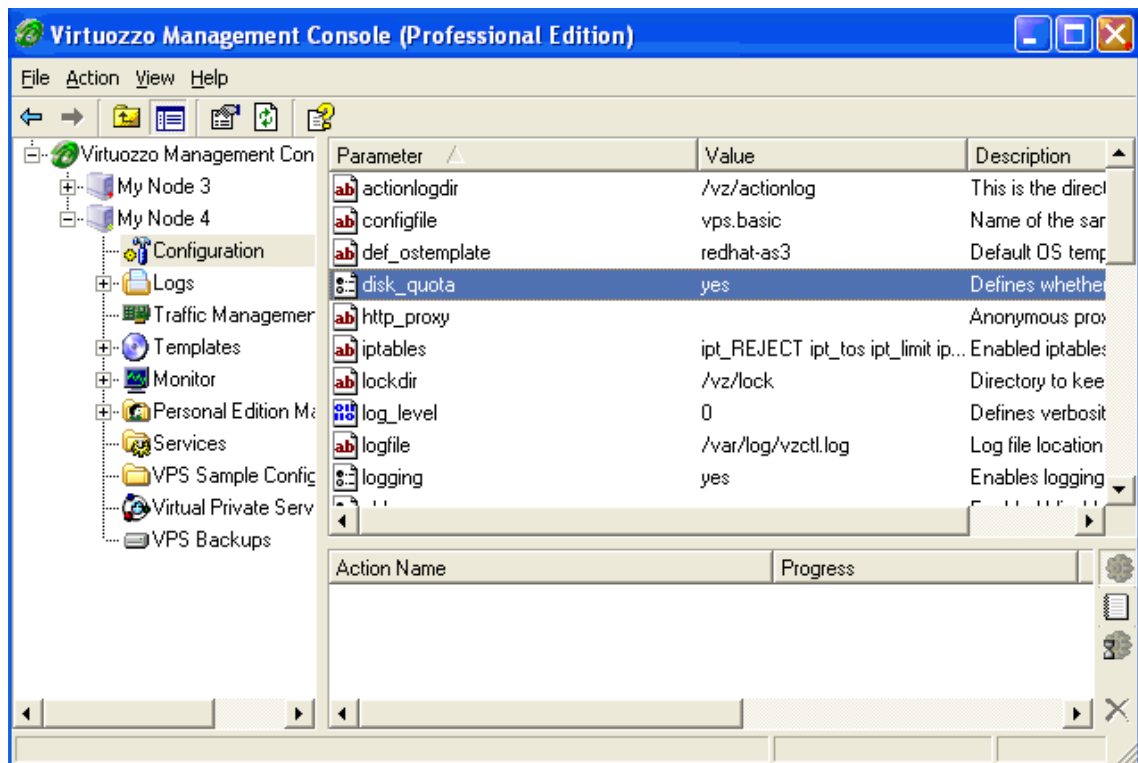 Virtuozzo Management Console (Professional Edition)
File Action View Help
Virtuozzo Management Con
My Node 3
My Node 4
Configuration
Logs
Traffic Managemer
Templates
Monitor
Personal Edition Ma
Services
VPS Sample Config
Virtual Private Serv
VPS Backups
Parameter Value Description
actionlogdir /vz/actionlog This is the direct
configfile vps.basic Name of the sar
def_ostemplate redhat-as3 Default OS temp
disk_quota yes Defines whether
http_proxy Anonymous prox
iptables ipt_REJECT ipt_tos ipt_limit ip... Enabled iptables
lockdir /vz/lock Directory to kee
log_level 0 Defines verbosit
logfile /var/log/vzctl.log Log file location
logging yes Enables logging
Action Name Progress